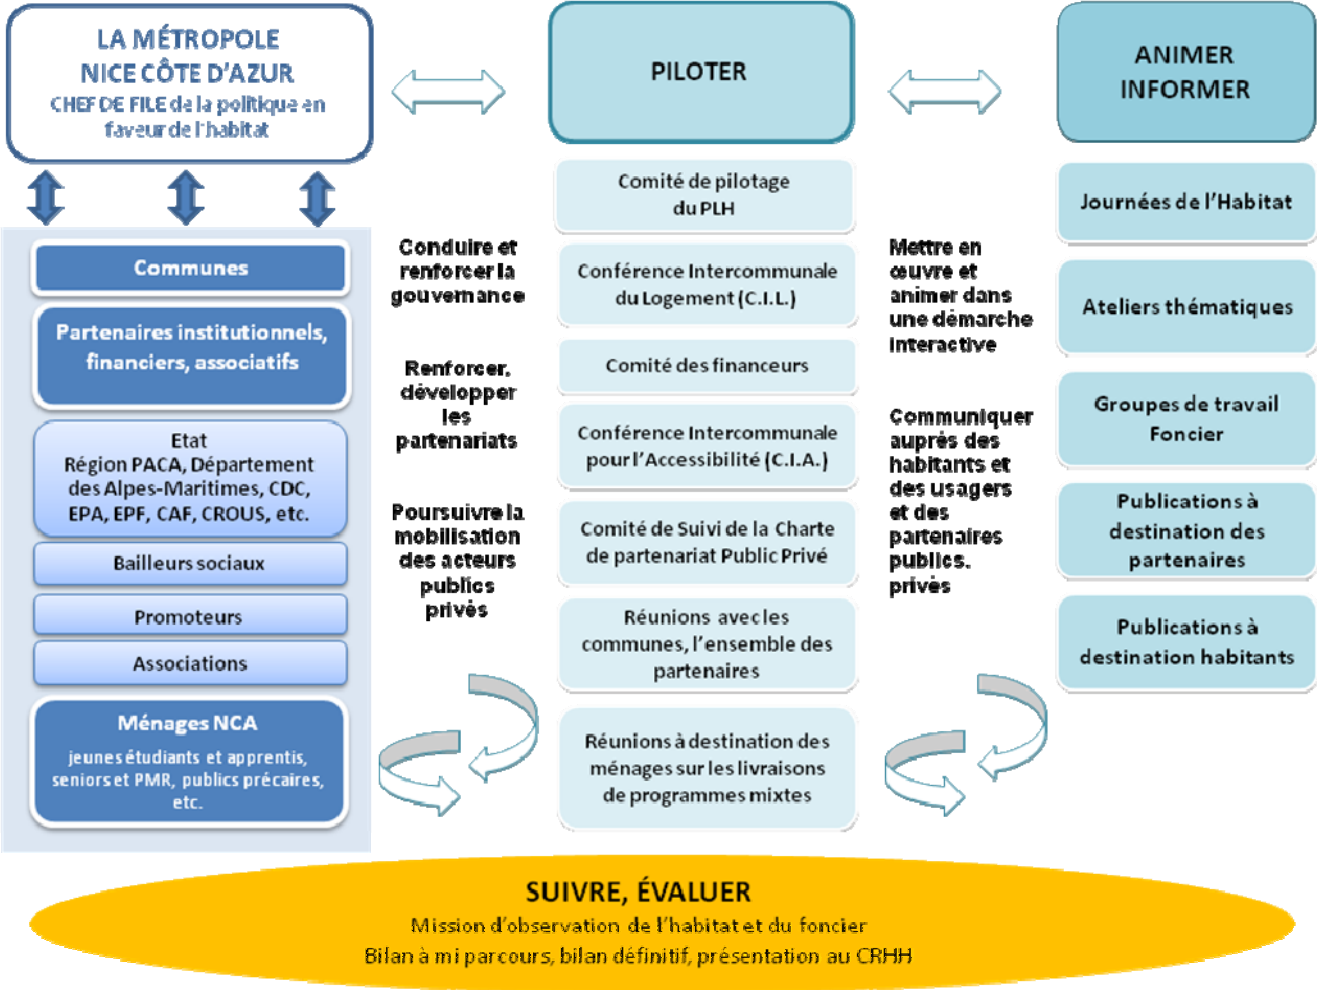 LA MÉTROPOLE
NICE CÔTE D'AZUR
CHEF DE FILE de la politique en
faveur de l'habitat
Communes
Partenaires institutionnels,
financiers, associatifs
Etat
Région PACA, Département
des Alpes-Maritimes, CDC,
EPA, EPF, CAF, CROUS, etc.
Bailleurs sociaux
Promoteurs
Associations
Ménages NCA
jeunes étudiants et apprentis,
seniors et PMR, publics précaires,
etc.
Conduire et
renforcer la
gouvernance
Renforcer,
développer
les
partenariats
Poursuivre la
mobilisation
des acteurs
publics
privés
PILOTER
Comité de pilotage
du PLH
Conférence Intercommunale
du Logement (C.I.L.)
Comité des financeurs
Conférence Intercommunale
pour l'Accessibilité (C.I.A.)
Comité de Suivi de la Charte
de partenariat Public Privé
Réunions avec les
communes, l'ensemble des
partenaires
Réunions à destination des
ménages sur les livraisons
de programmes mixtes
Mettre en
œuvre et
animer dans
une démarche
interactive
Communiquer
auprès des
habitants et
des usagers
et des
partenaires
publics,
privés
ANIMER
INFORMER
Journées de l'Habitat
Ateliers thématiques
Groupes de travail
Foncier
Publications à
destination des
partenaires
Publications à
destination habitants
SUIVRE, ÉVALUER
Mission d'observation de l'habitat et du foncier
Bilan à mi parcours, bilan définitif, présentation au CRHH